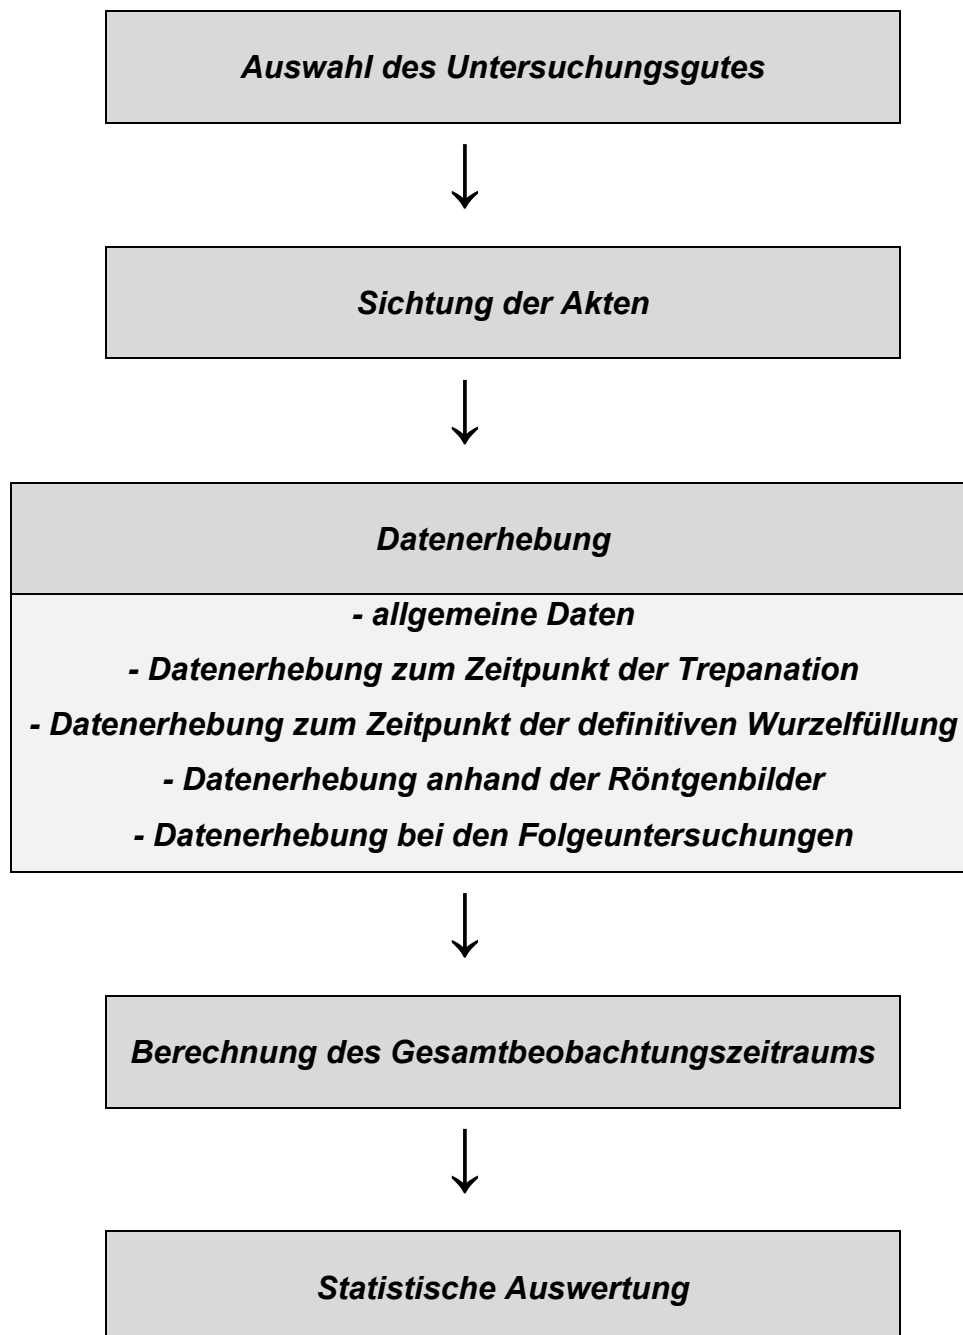 Auswahl des Untersuchungsgutes
↓
Sichtung der Akten
↓
Datenerhebung
- allgemeine Daten
- Datenerhebung zum Zeitpunkt der Trepanation
- Datenerhebung zum Zeitpunkt der definitiven Wurzelfüllung
- Datenerhebung anhand der Röntgenbilder
- Datenerhebung bei den Folgeuntersuchungen
↓
Berechnung des Gesamtbeobachtungszeitraums
↓
Statistische Auswertung